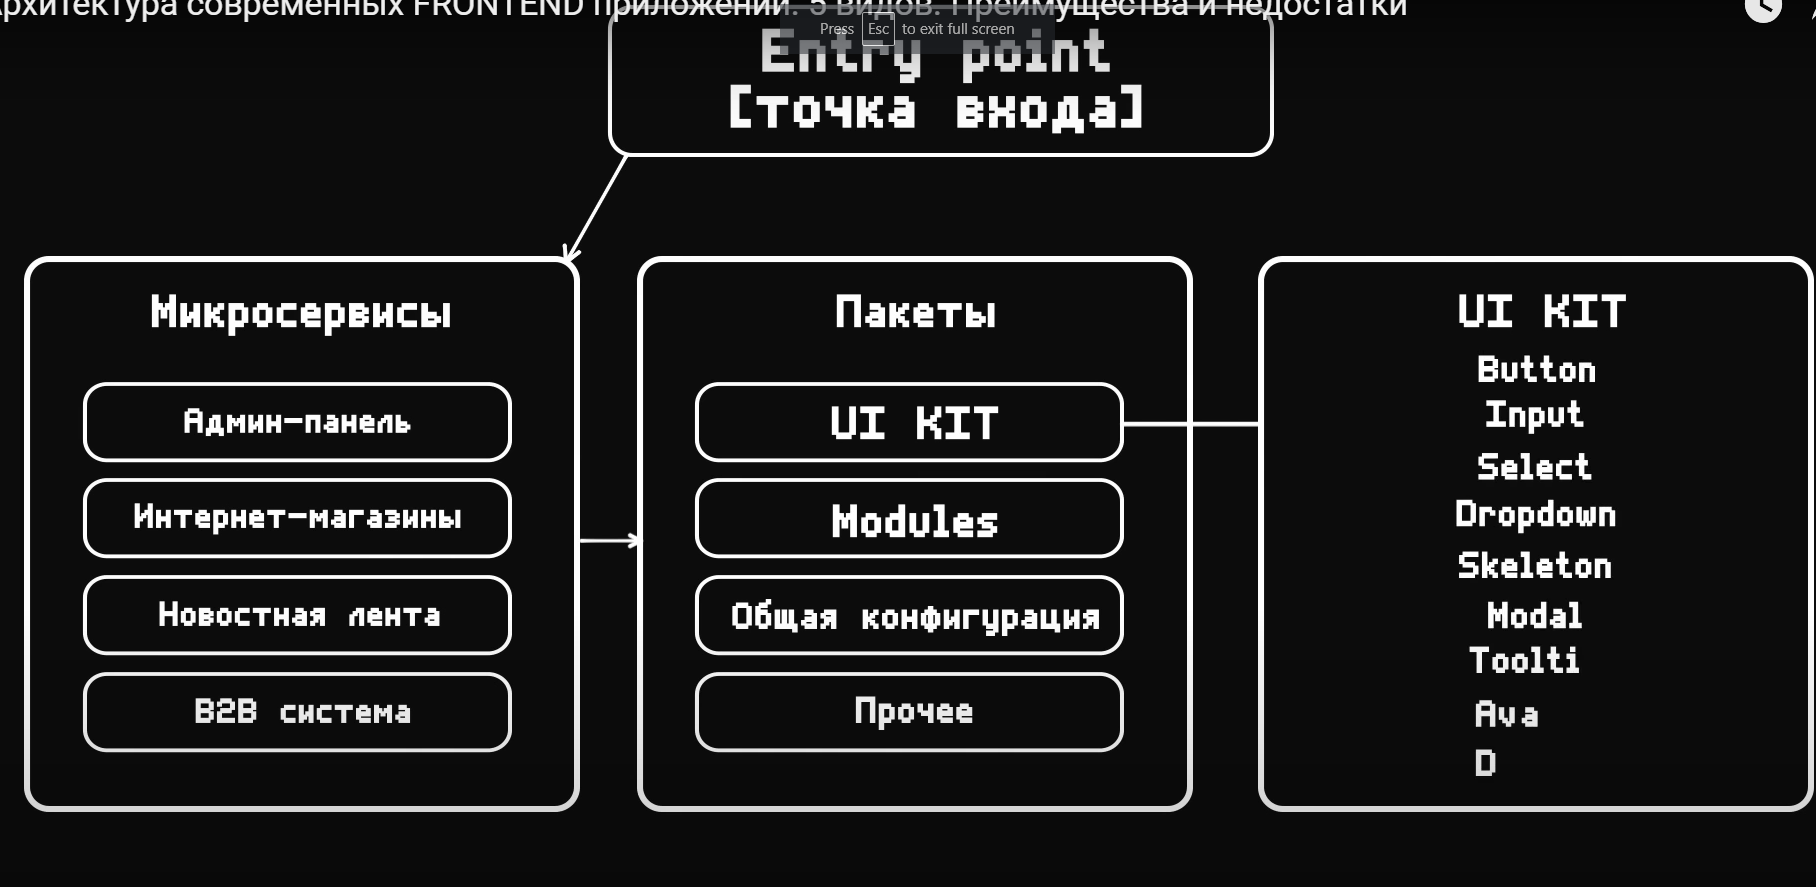 Архитектура современных FRONTEND приложений. 5 видов. Преимущества и недостатки
Press Esc to exit full screen
Entry point
[точка входа]
Микросервисы
Админ-панель
Интернет-магазины
Новостная лента
B2B система
Пакеты
UI KIT
Modules
Общая конфигурация
Прочее
UI KIT
Button
Input
Select
Dropdown
Skeleton
Modal
Toolti
Ava
D